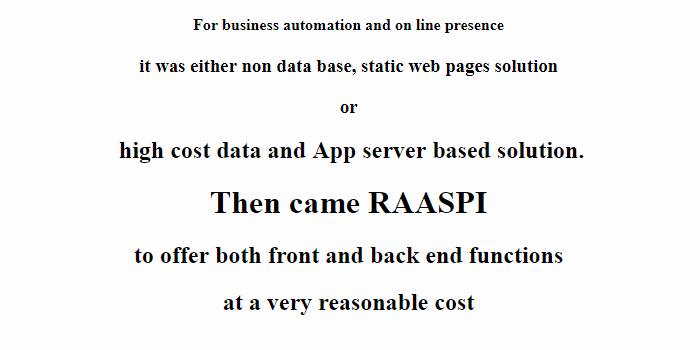 For business automation and on line presence
it was either non data base, static web pages solution
or
high cost data and App server based solution.
Then came RAASPI
to offer both front and back end functions
at a very reasonable cost